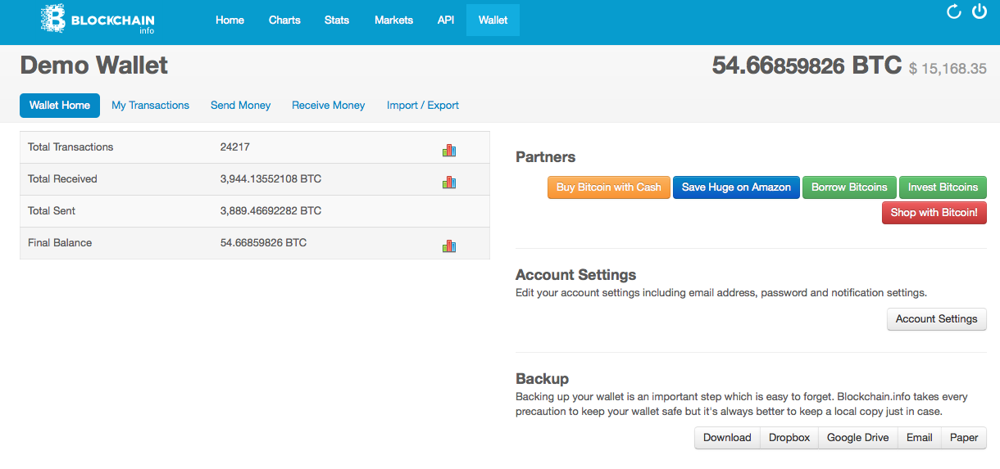 BLOCKCHAIN
info
Home Charts Stats Markets API Wallet
Demo Wallet
54.66859826 BTC $ 15,168.35
Wallet Home My Transactions Send Money Receive Money Import / Export
Total Transactions 24217
Total Received 3,944.13552108 BTC
Total Sent 3,889.46692282 BTC
Final Balance 54.66859826 BTC
Partners
Buy Bitcoin with Cash Save Huge on Amazon Borrow Bitcoins Invest Bitcoins
Shop with Bitcoin!
Account Settings
Edit your account settings including email address, password and notification settings.
Account Settings
Backup
Backing up your wallet is an important step which is easy to forget. Blockchain.info takes every
precaution to keep your wallet safe but it's always better to keep a local copy just in case.
Download Dropbox Google Drive Email Paper